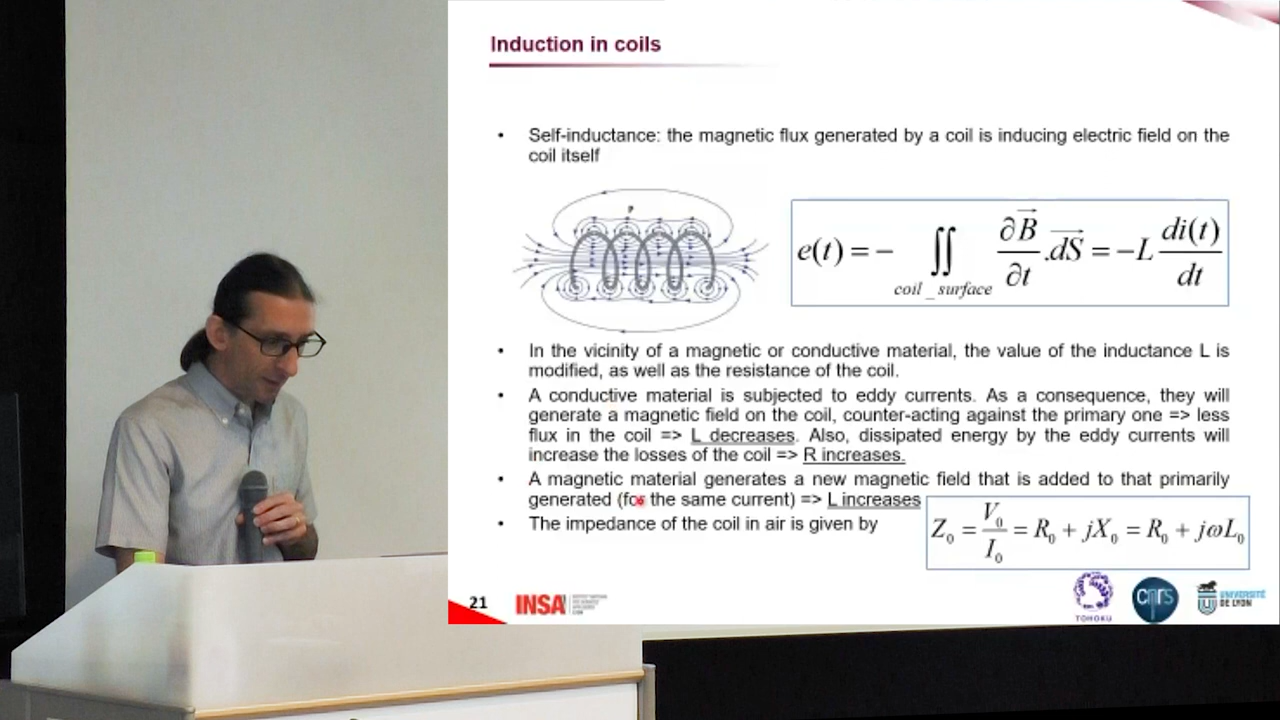 Induction in coils
• Self-inductance: the magnetic flux generated by a coil is inducing electric field on the
coil itself
P
e(t) = − ∬coil_surface ∂B⃗/∂t . dS⃗ = −L di(t)/dt
• In the vicinity of a magnetic or conductive material, the value of the inductance L is
modified, as well as the resistance of the coil.
• A conductive material is subjected to eddy currents. As a consequence, they will
generate a magnetic field on the coil, counter-acting against the primary one => less
flux in the coil => L decreases. Also, dissipated energy by the eddy currents will
increase the losses of the coil => R increases.
• A magnetic material generates a new magnetic field that is added to that primarily
generated (for the same current) => L increases
• The impedance of the coil in air is given by
Z₀ = V₀/I₀ = R₀ + jX₀ = R₀ + jωL₀
21
INSA
TOHOKU
cnrs
UNIVERSITÉ
DE LYON